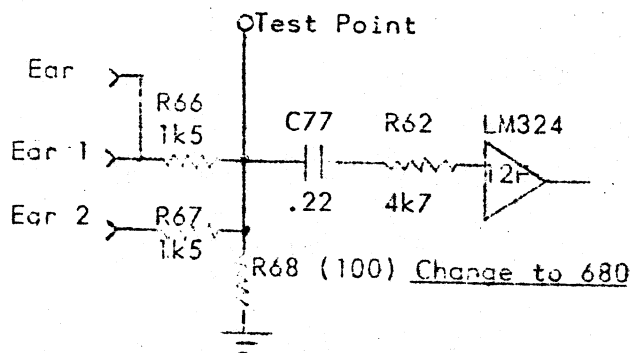 Test Point
Ear
R66
1k5
C77
R62
LM324
Ear 1
12F
.22
4k7
Ear 2
R67
1k5
R68 (100) Change to 680